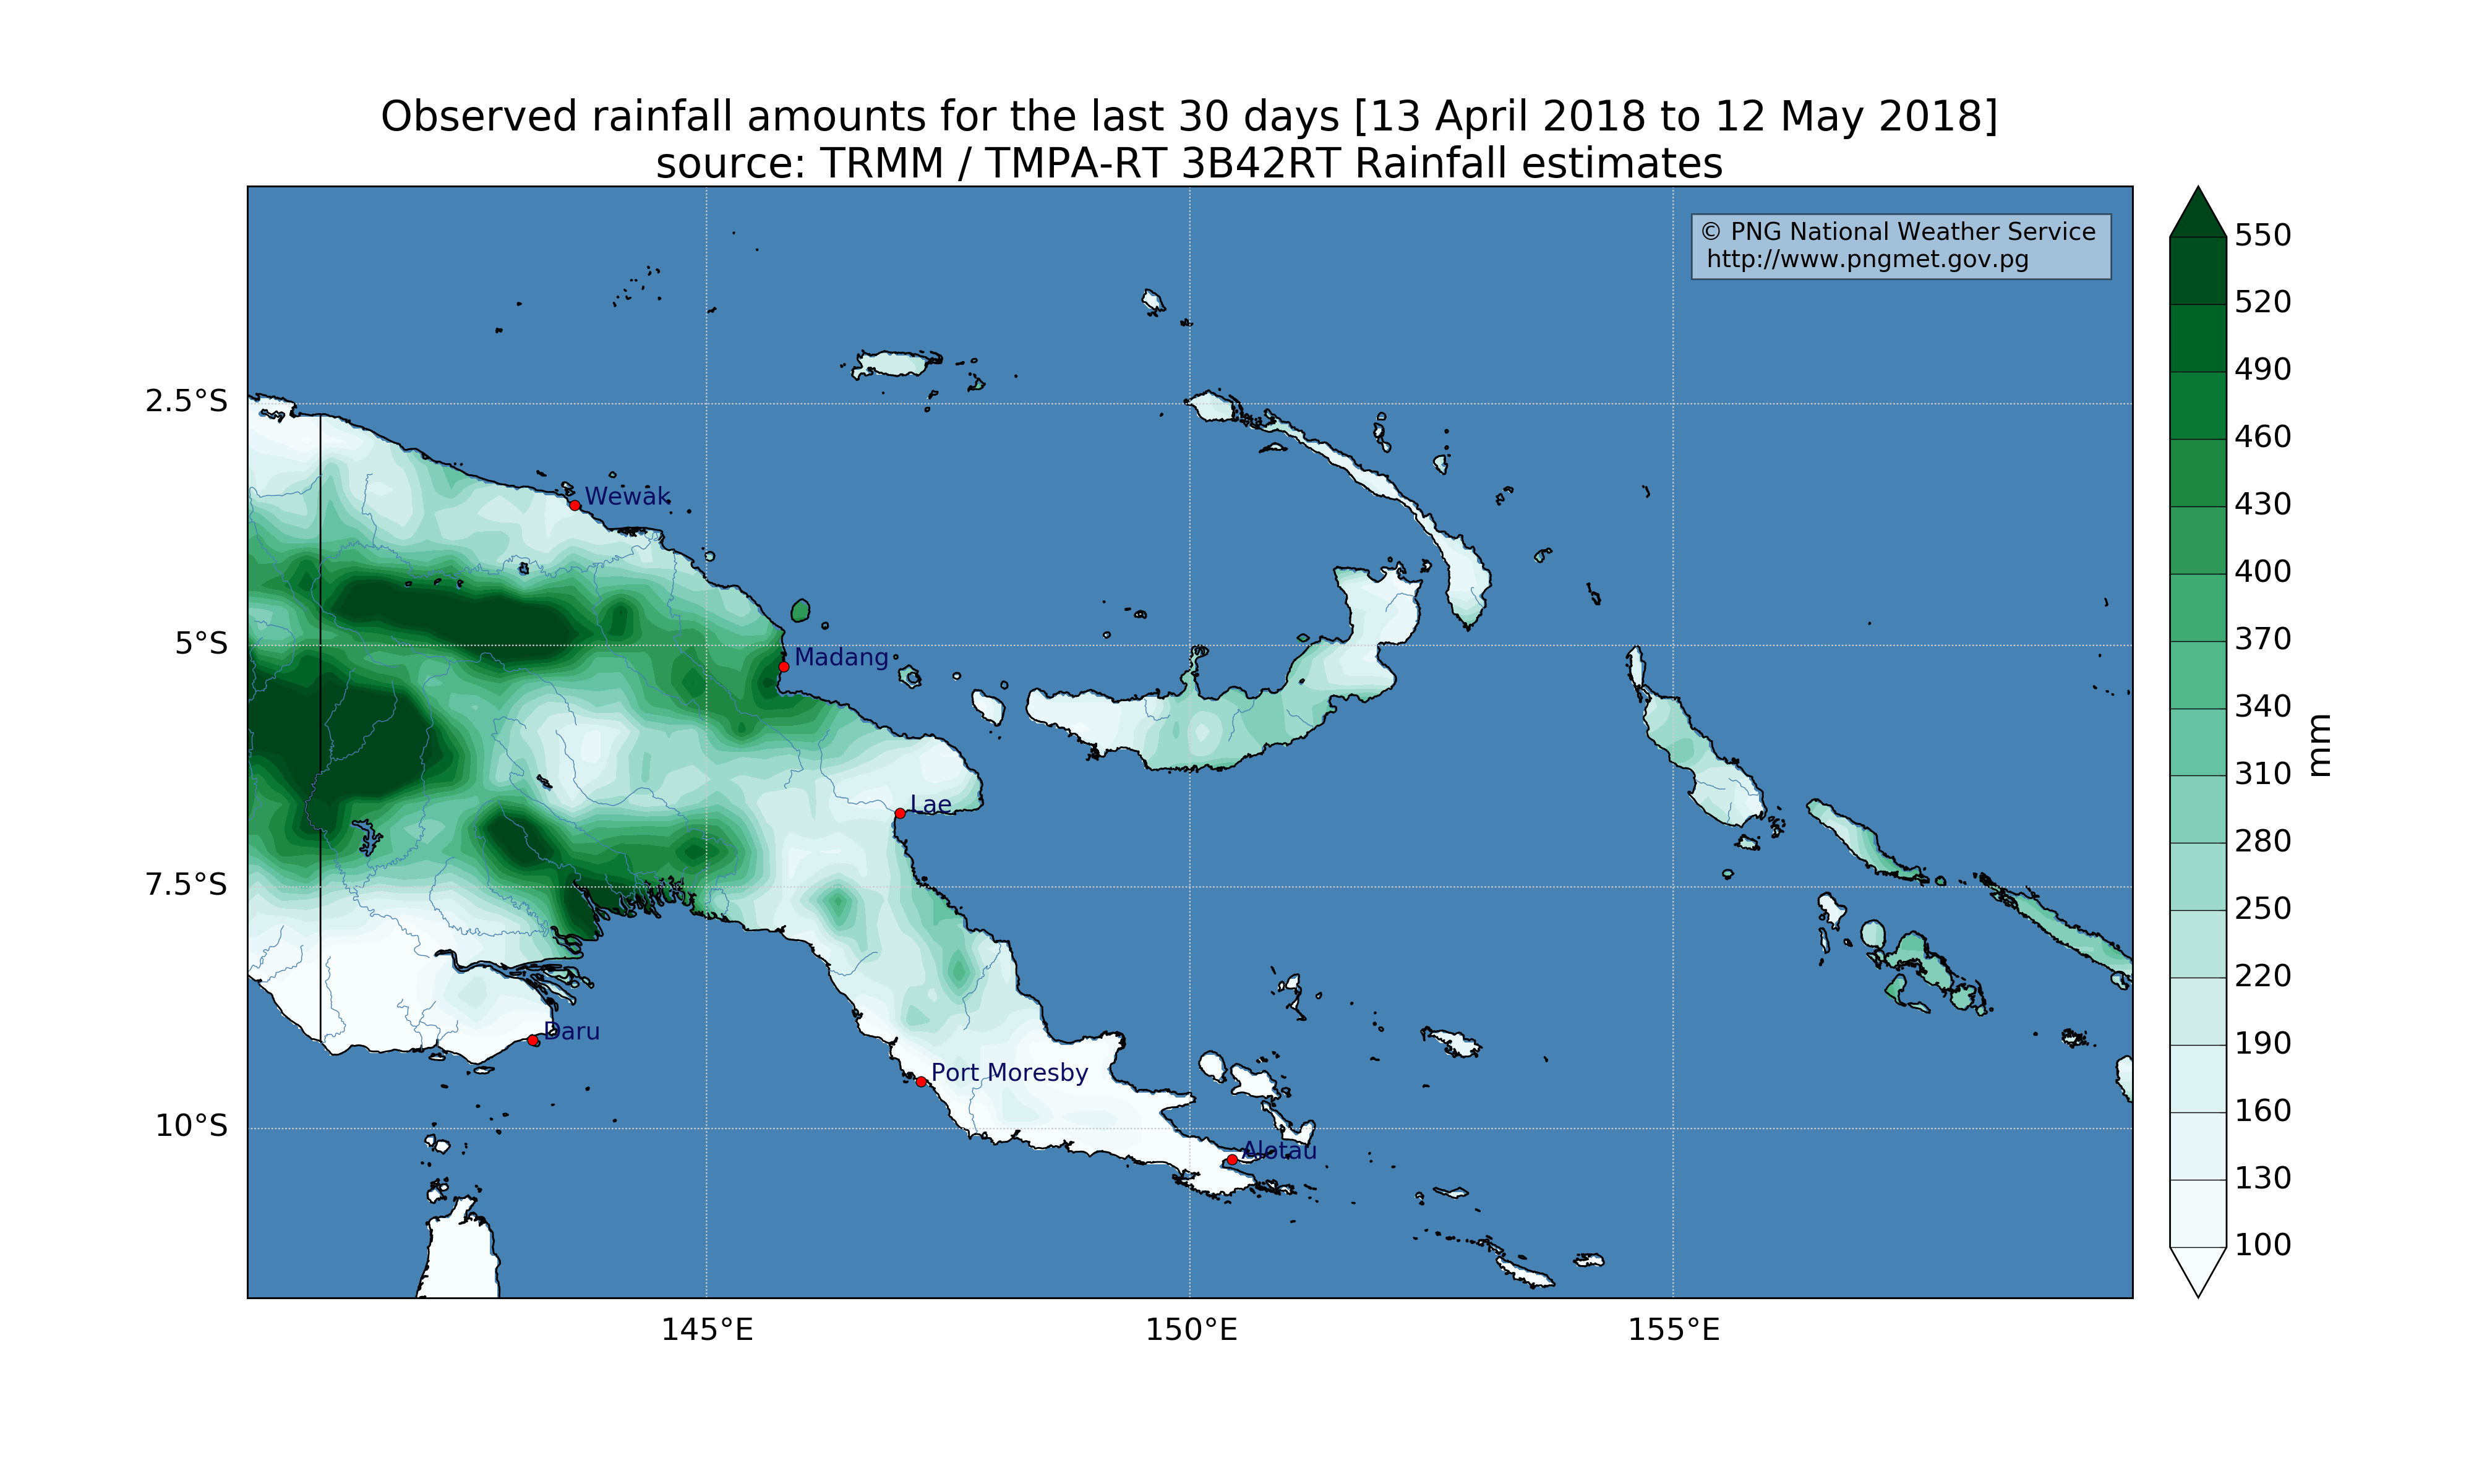 Observed rainfall amounts for the last 30 days [13 April 2018 to 12 May 2018]
source: TRMM / TMPA-RT 3B42RT Rainfall estimates
© PNG National Weather Service
http://www.pngmet.gov.pg
550
520
490
460
430
400
370
340
310
280
250
220
190
160
130
100
mm
2.5°S
5°S
7.5°S
10°S
Wewak
Madang
Lae
Daru
Port Moresby
Alotau
145°E
150°E
155°E